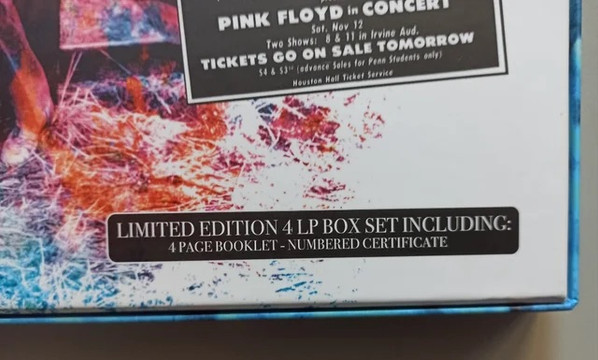 PINK FLOYD in CONCERT
Sat. Nov 12
Two Shows: 8 & 11 in Irvine Aud.
TICKETS GO ON SALE TOMORROW
$4 & $3⁵⁰ (advance Sales for Penn Students only)
Houston Hall Ticket Service
LIMITED EDITION 4 LP BOX SET INCLUDING:
4 PAGE BOOKLET - NUMBERED CERTIFICATE